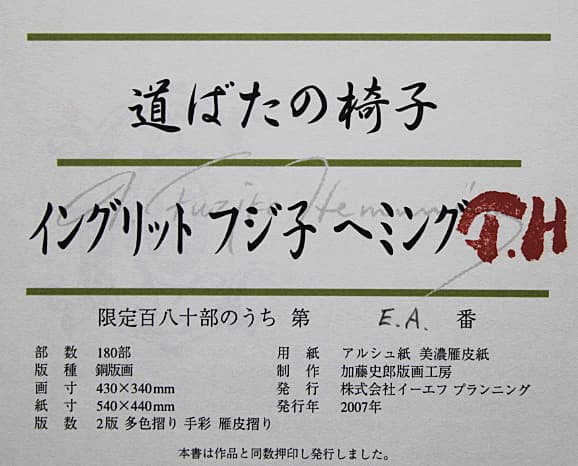 道ばたの椅子
Fuzjko Hemming
イングリット フジ子 ヘミング T.H
限定百八十部のうち 第 E.A. 番
部 数 180部 用 紙 アルシュ紙 美濃雁皮紙
版 種 銅版画 制 作 加藤史郎版画工房
画 寸 430×340mm 発 行 株式会社イーエフ プランニング
紙 寸 540×440mm 発行年 2007年
版 数 2版 多色摺り 手彩 雁皮摺り
本書は作品と同数押印し発行しました。